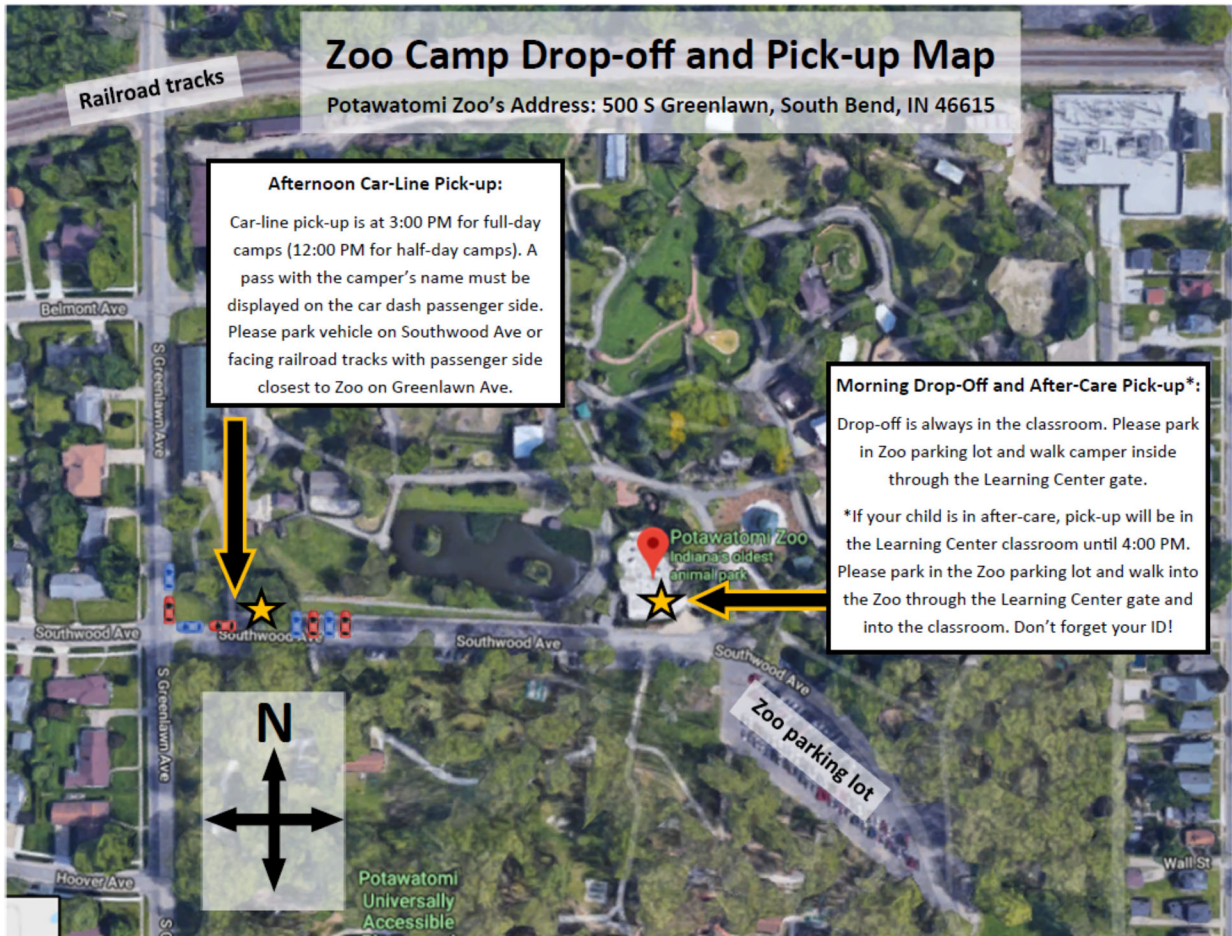 Zoo Camp Drop-off and Pick-up Map
Potawatomi Zoo's Address: 500 S Greenlawn, South Bend, IN 46615
Railroad tracks
Afternoon Car-Line Pick-up:
Car-line pick-up is at 3:00 PM for full-day
camps (12:00 PM for half-day camps). A
pass with the camper's name must be
displayed on the car dash passenger side.
Please park vehicle on Southwood Ave or
facing railroad tracks with passenger side
closest to Zoo on Greenlawn Ave.
Belmont Ave
S Greenlawn Ave
Morning Drop-Off and After-Care Pick-up*:
Drop-off is always in the classroom. Please park
in Zoo parking lot and walk camper inside
through the Learning Center gate.
*If your child is in after-care, pick-up will be in
the Learning Center classroom until 4:00 PM.
Please park in the Zoo parking lot and walk into
the Zoo through the Learning Center gate and
into the classroom. Don't forget your ID!
Potawatomi Zoo
Indiana's oldest
animal park
Southwood Ave
Southwood Ave
Southwood Ave
Southwood Ave
S Greenlawn Ave
N
Zoo parking lot
Wall St
Hoover Ave
Potawatomi
Universally
Accessible